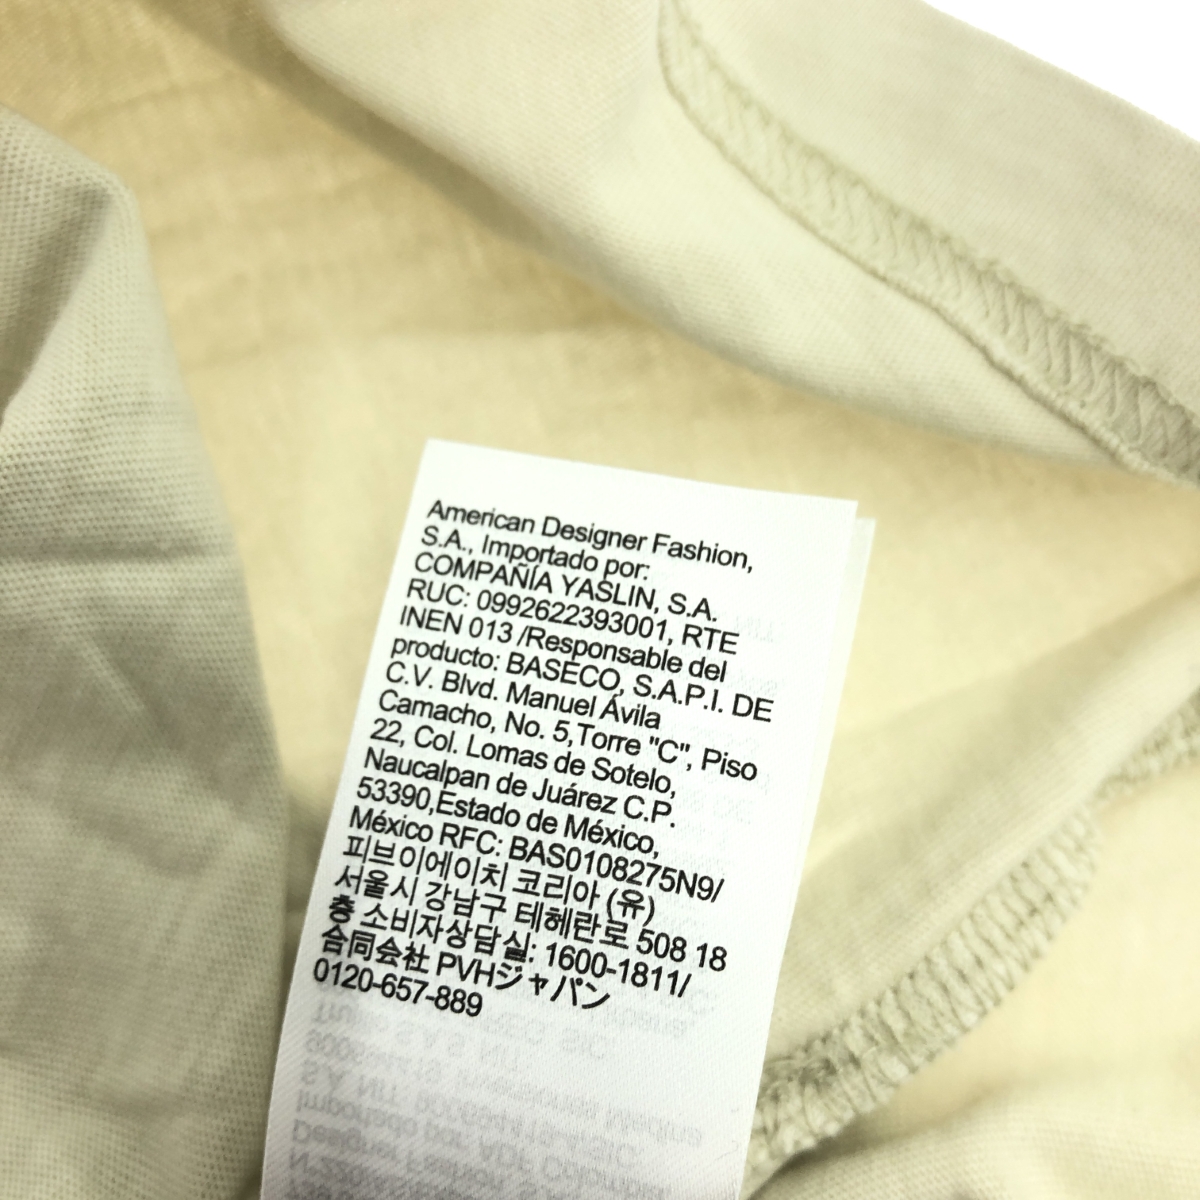 American Designer Fashion,
S.A., Importado por:
COMPAÑÍA YASLIN, S.A.
RUC: 0992622393001, RTE
INEN 013 /Responsable del
producto: BASECO, S.A.P.I. DE
C.V. Blvd. Manuel Ávila
Camacho, No. 5,Torre "C", Piso
22, Col. Lomas de Sotelo,
Naucalpan de Juárez C.P.
53390,Estado de México,
México RFC: BAS0108275N9/
피브이에이치 코리아 (유)
서울시 강남구 테헤란로 508 18
층 소비자상담실: 1600-1811/
合同会社 PVHジャパン
0120-657-889